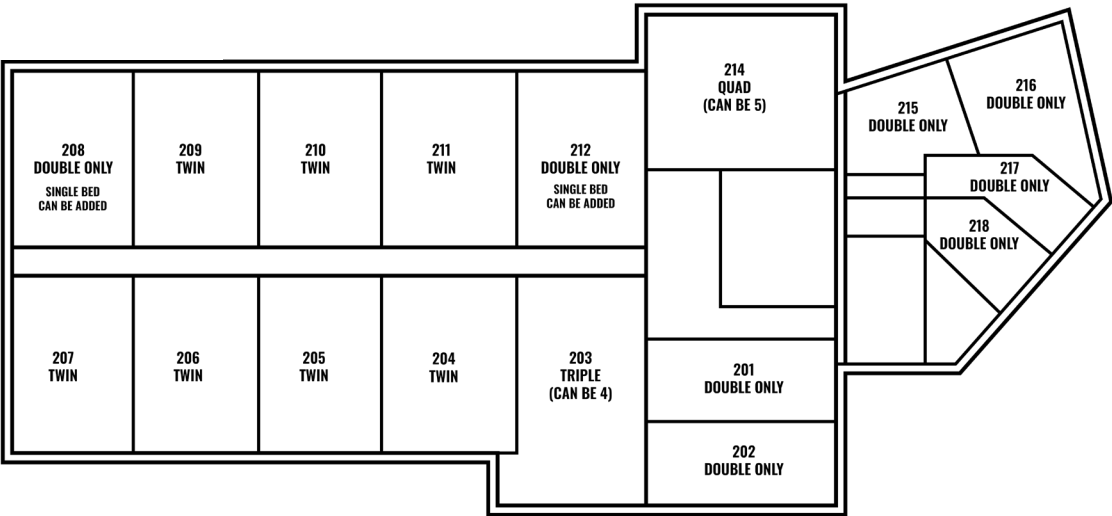 208
DOUBLE ONLY
SINGLE BED
CAN BE ADDED
209
TWIN
210
TWIN
211
TWIN
212
DOUBLE ONLY
SINGLE BED
CAN BE ADDED
214
QUAD
(CAN BE 5)
215
DOUBLE ONLY
216
DOUBLE ONLY
217
DOUBLE ONLY
218
DOUBLE ONLY
207
TWIN
206
TWIN
205
TWIN
204
TWIN
203
TRIPLE
(CAN BE 4)
201
DOUBLE ONLY
202
DOUBLE ONLY